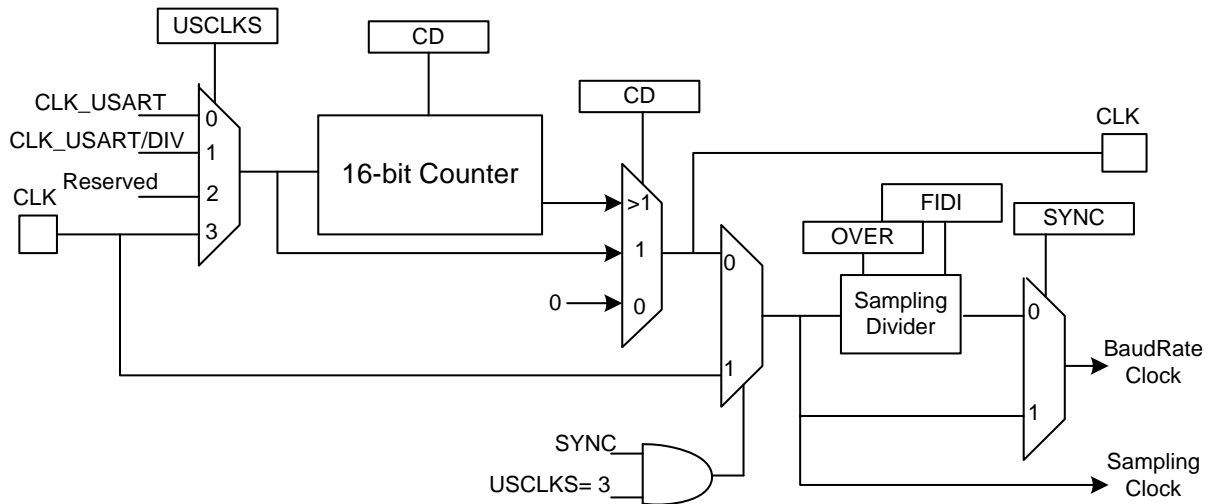 USCLKS
CD
CD
CLK_USART
CLK_USART/DIV
Reserved
CLK
0
1
2
3
16-bit Counter
>1
1
0
0
CLK
0
1
FIDI
OVER
SYNC
Sampling
Divider
0
1
BaudRate
Clock
SYNC
USCLKS= 3
Sampling
Clock